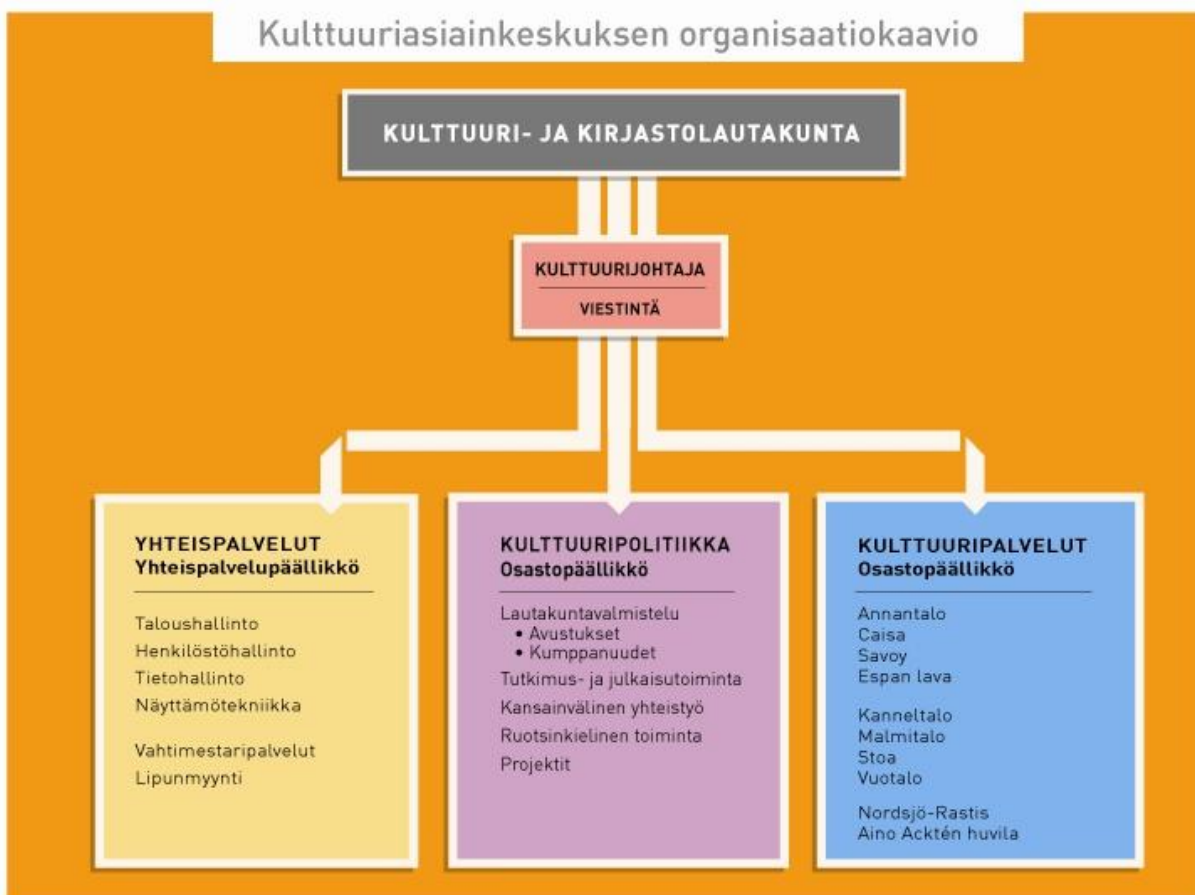 Kulttuuriasiainkeskuksen organisaatiokaavio
KULTTUURI- JA KIRJASTOLAUTAKUNTA
KULTTUURIJOHTAJA
VIESTINTÄ
YHTEISPALVELUT
Yhteispalvelupäällikkö
Taloushallinto
Henkilöstöhallinto
Tietohallinto
Näyttämötekniikka
Vahtimestaripalvelut
Lipunmyynti
KULTTUURIPOLITIIKKA
Osastopäällikkö
Lautakuntavalmistelu
• Avustukset
• Kumppanuudet
Tutkimus- ja julkaisutoiminta
Kansainvälinen yhteistyö
Ruotsinkielinen toiminta
Projektit
KULTTUURIPALVELUT
Osastopäällikkö
Annantalo
Caisa
Savoy
Espan lava
Kanneltalo
Malmitalo
Stoa
Vuotalo
Nordsjö-Rastis
Aino Acktén huvila